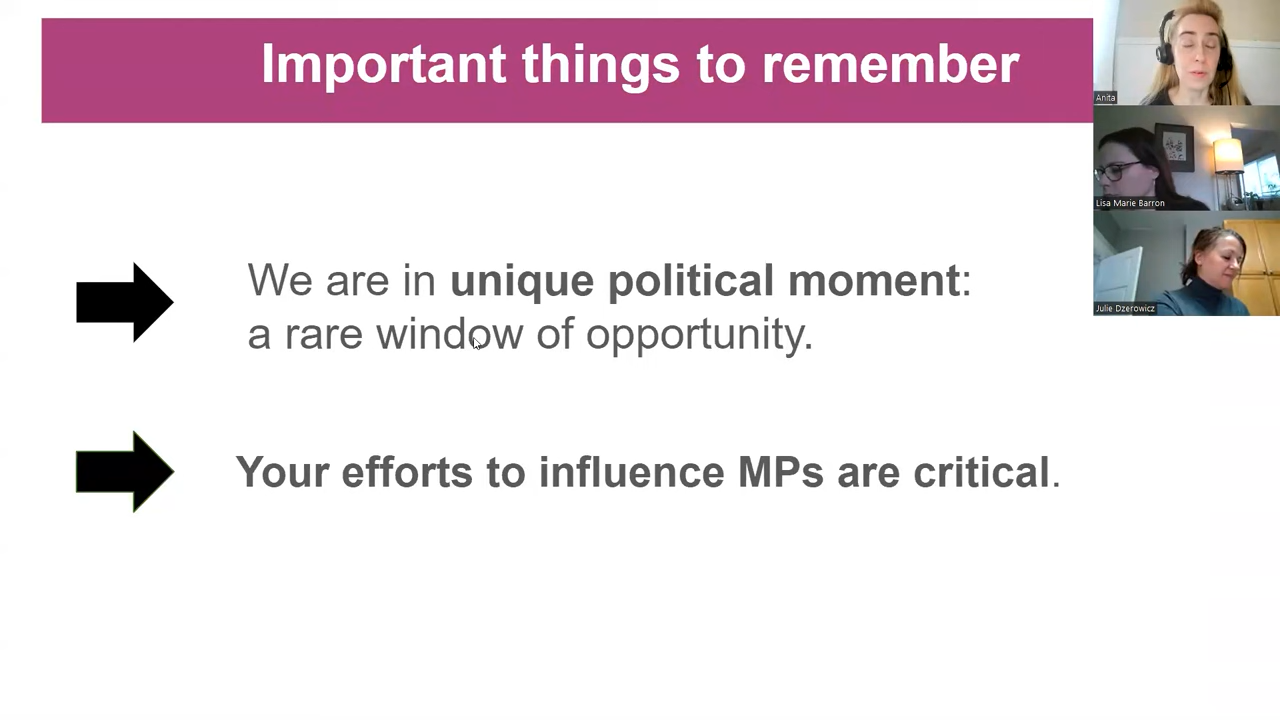 Important things to remember
We are in unique political moment:
a rare window of opportunity.
Your efforts to influence MPs are critical.
Anita
Lisa Marie Barron
Julie Dzerowicz